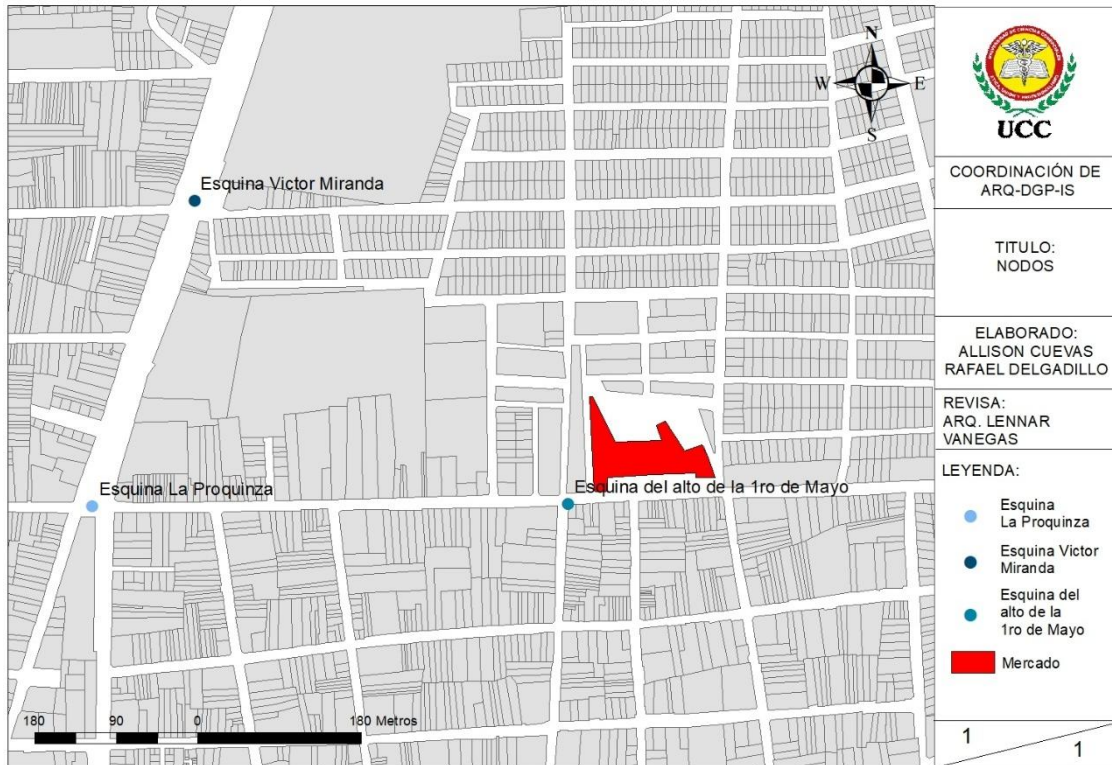 N
W E
S
Esquina Victor Miranda
Esquina La Proquinza
Esquina del alto de la 1ro de Mayo
180 90 0 180 Metros
UCC
COORDINACIÓN DE
ARQ-DGP-IS
TITULO:
NODOS
ELABORADO:
ALLISON CUEVAS
RAFAEL DELGADILLO
REVISA:
ARQ. LENNAR
VANEGAS
LEYENDA:
Esquina
La Proquinza
Esquina Victor
Miranda
Esquina del
alto de la
1ro de Mayo
Mercado
1
1